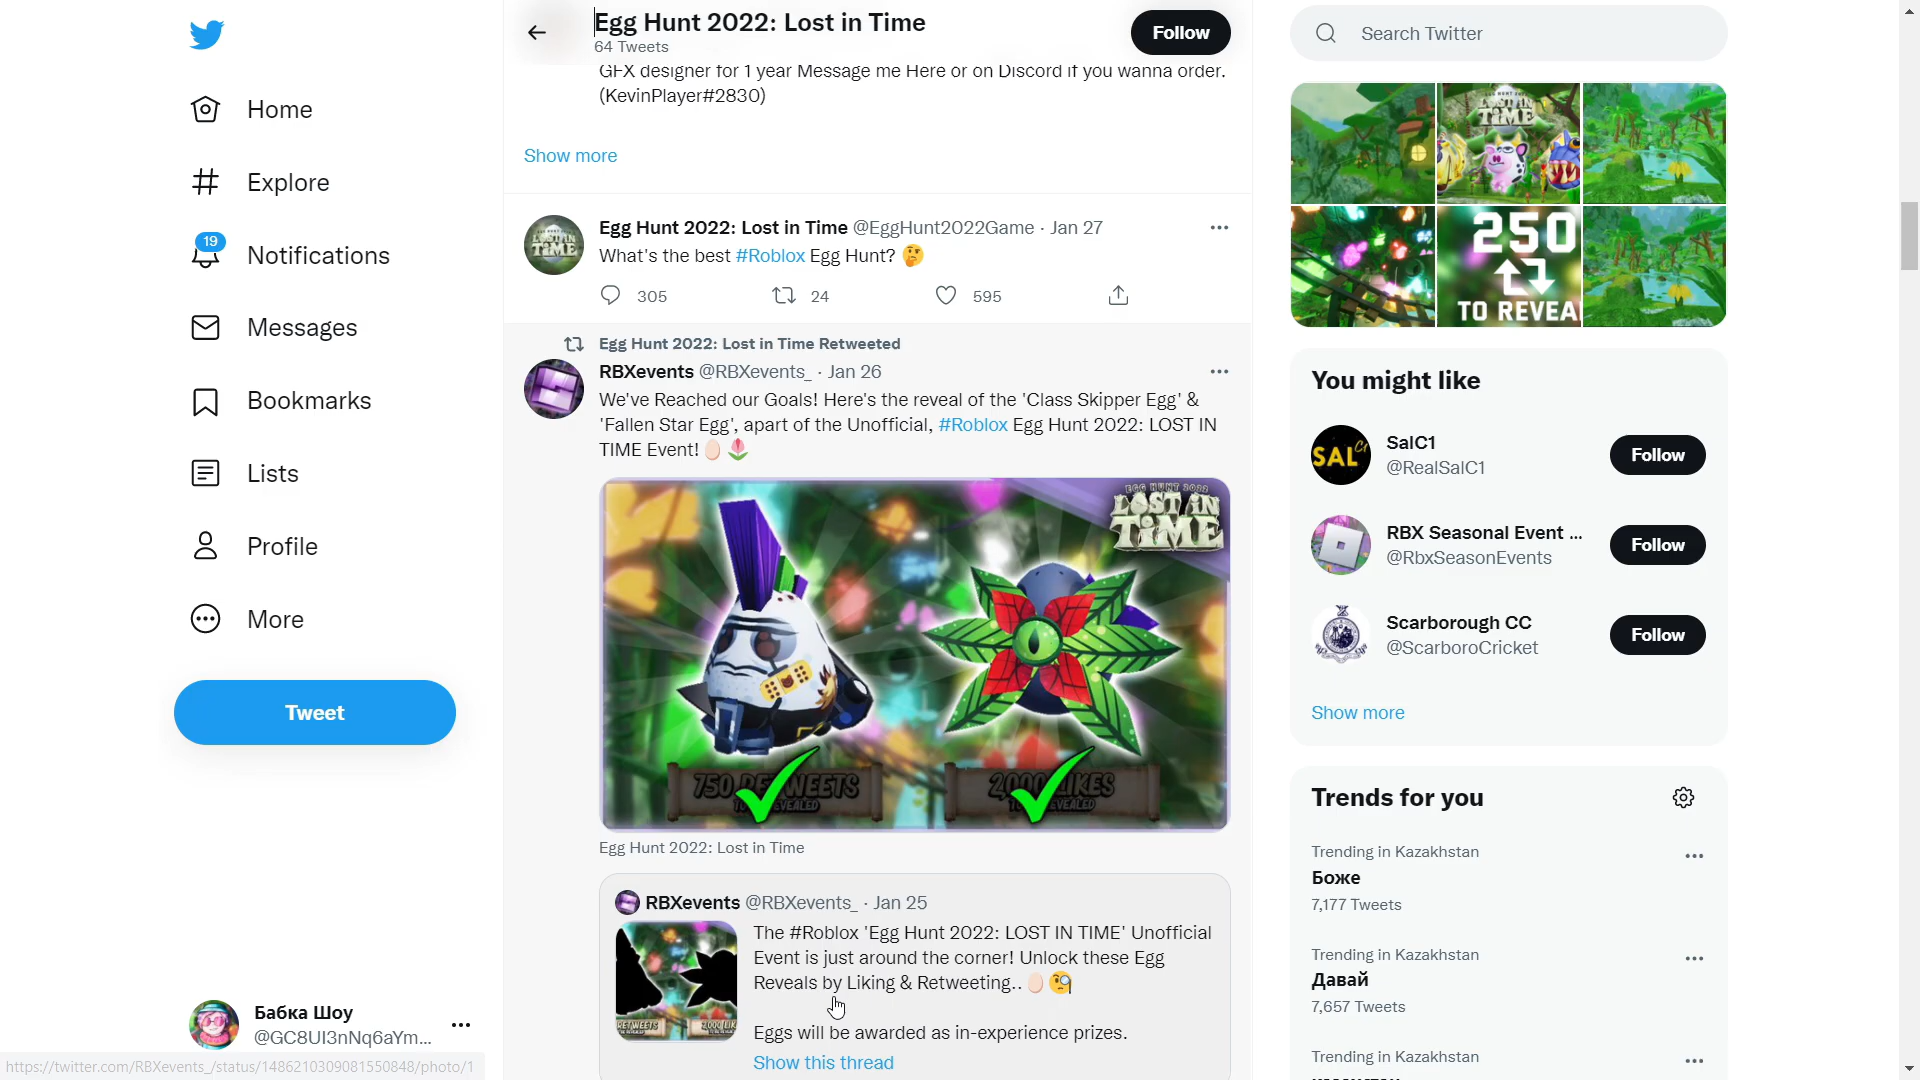 Home
Explore
19
Notifications
Messages
Bookmarks
Lists
Profile
More
Tweet
Бабка Шоу
@GC8UI3nNq6aYm...
https://twitter.com/RBXevents_/status/1486210309081550848/photo/1
Egg Hunt 2022: Lost in Time
64 Tweets
Follow
GFX designer for 1 year Message me Here or on Discord if you wanna order.
(KevinPlayer#2830)
Show more
Egg Hunt 2022: Lost in Time @EggHunt2022Game · Jan 27
What's the best #Roblox Egg Hunt? 🤔
305 24 595
Egg Hunt 2022: Lost in Time Retweeted
RBXevents @RBXevents_ · Jan 26
We've Reached our Goals! Here's the reveal of the 'Class Skipper Egg' &
'Fallen Star Egg', apart of the Unofficial, #Roblox Egg Hunt 2022: LOST IN
TIME Event! 🥚🌷
EGG HUNT 2022
LOST IN
TIME
750 RETWEETS
2,000 LIKES
Egg Hunt 2022: Lost in Time
RBXevents @RBXevents_ · Jan 25
The #Roblox 'Egg Hunt 2022: LOST IN TIME' Unofficial
Event is just around the corner! Unlock these Egg
Reveals by Liking & Retweeting.. 🥚🧐
Eggs will be awarded as in-experience prizes.
Show this thread
Search Twitter
LOST IN
TIME
250
TO REVEA
You might like
SalC1
@RealSalC1
Follow
RBX Seasonal Event ...
@RbxSeasonEvents
Follow
Scarborough CC
@ScarboroCricket
Follow
Show more
Trends for you
Trending in Kazakhstan
Боже
7,177 Tweets
Trending in Kazakhstan
Давай
7,657 Tweets
Trending in Kazakhstan